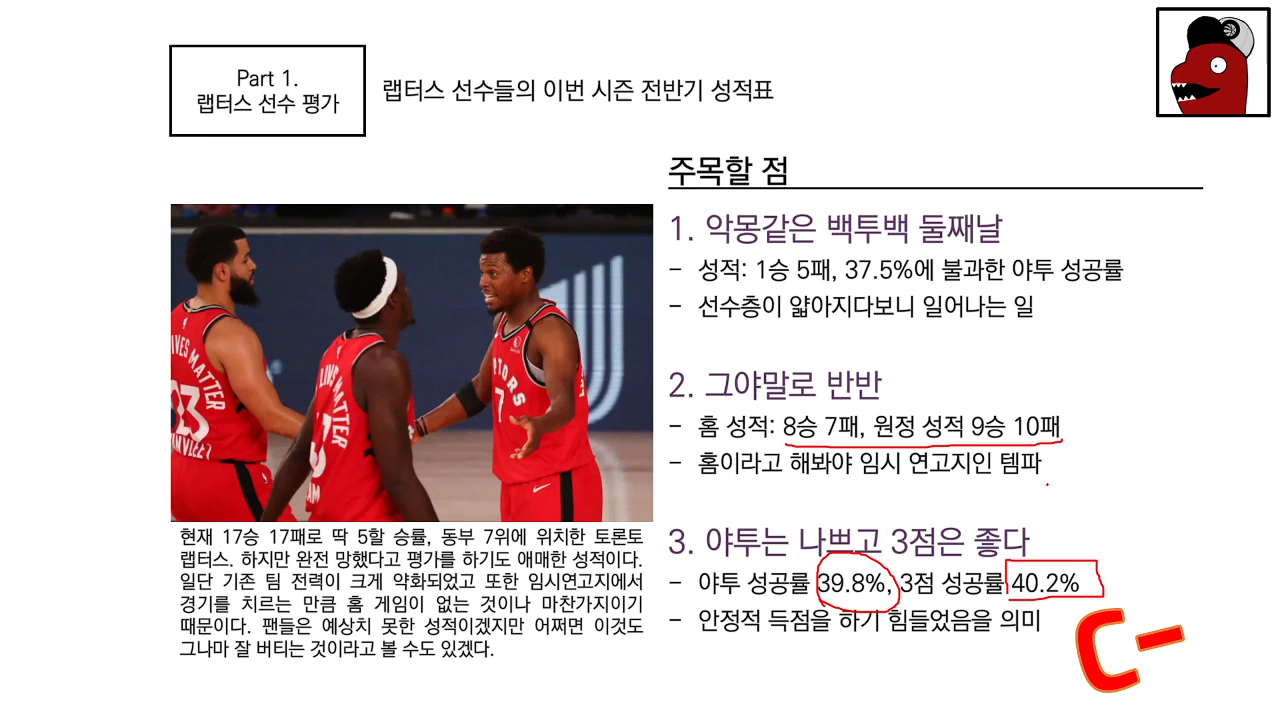 Part 1.
랩터스 선수 평가
랩터스 선수들의 이번 시즌 전반기 성적표
주목할 점
1. 악몽같은 백투백 둘째날
- 성적: 1승 5패, 37.5%에 불과한 야투 성공률
- 선수층이 얇아지다보니 일어나는 일
2. 그야말로 반반
- 홈 성적: 8승 7패, 원정 성적 9승 10패
- 홈이라고 해봐야 임시 연고지인 템파
3. 야투는 나쁘고 3점은 좋다
- 야투 성공률 39.8%, 3점 성공률 40.2%
- 안정적 득점을 하기 힘들었음을 의미
C-
LIVES MATTER
23
VANVLEET
LIVES MATTER
PTORS
7
현재 17승 17패로 딱 5할 승률, 동부 7위에 위치한 토론토
랩터스. 하지만 완전 망했다고 평가를 하기도 애매한 성적이다.
일단 기존 팀 전력이 크게 약화되었고 또한 임시연고지에서
경기를 치르는 만큼 홈 게임이 없는 것이나 마찬가지이기
때문이다. 팬들은 예상치 못한 성적이겠지만 어쩌면 이것도
그나마 잘 버티는 것이라고 볼 수도 있겠다.